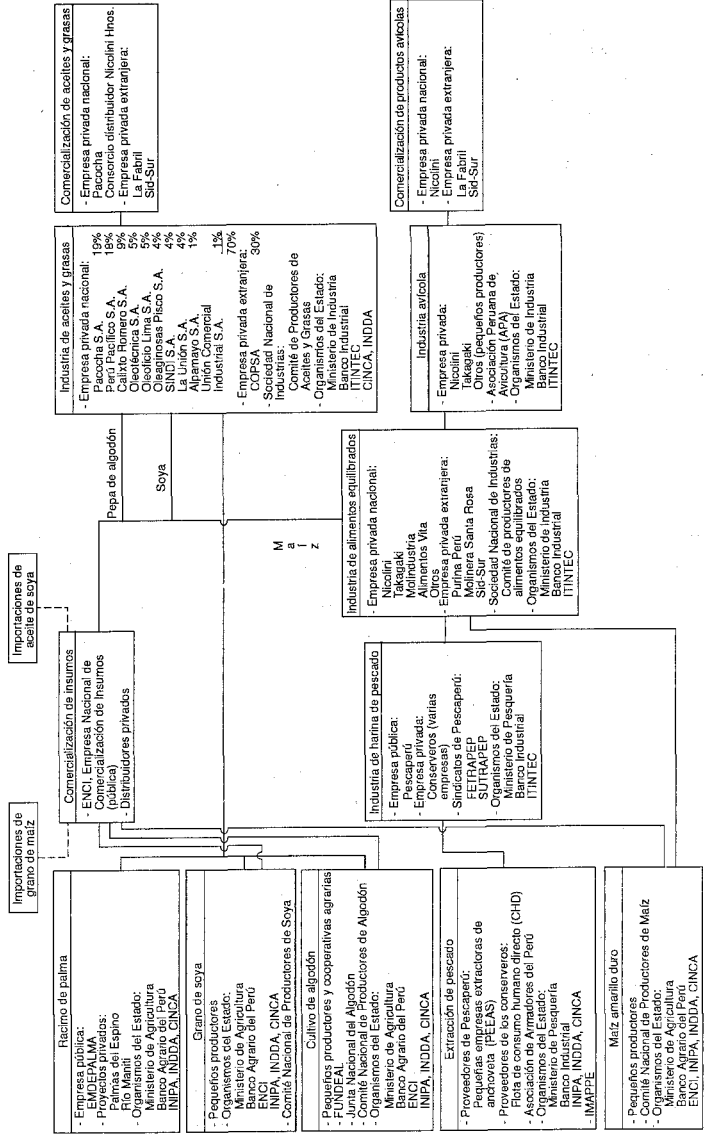 Importaciones de
grano de maíz
Importaciones de
aceite de soya
Racimo de palma
- Empresa pública:
EMDEPALMA
- Proyectos privados:
Palmas del Espino
Río Manití
- Organismos del Estado:
Ministerio de Agricultura
Banco Agrario del Perú
INIPA, INDDA, CINCA
Grano de soya
- Pequeños productores
- Organismos del Estado:
Ministerio de Agricultura
Banco Agrario del Perú
ENCI
INIPA, INDDA, CINCA
- Comité Nacional de Productores de Soya
Cultivo de algodón
- Pequeños productores y cooperativas agrarias
- FUNDEAL
- Junta Nacional del Algodón
- Comité Nacional de Productores de Algodón
- Organismos del Estado:
Ministerio de Agricultura
Banco Agrario del Perú
ENCI
INIPA, INDDA, CINCA
Extracción de pescado
- Proveedores de Pescaperú:
Pequeñas empresas extractoras de
anchoveta (PEEAS)
- Proveedores de los conserveros:
Flota de consumo humano directo (CHD)
- Asociación de Armadores del Perú
- Organismos del Estado:
Ministerio de Pesquería
Banco Industrial
INIPA, INDDA, CINCA
- IMAPPE
Maíz amarillo duro
- Pequeños productores
- Comité Nacional de Productores de Maíz
- Organismos del Estado:
Ministerio de Agricultura
Banco Agrario del Perú
ENCI, INIPA, INDDA, CINCA
Comercialización de insumos
- ENCI, Empresa Nacional de
Comercialización de Insumos
(pública)
- Distribuidores privados
Industria de harina de pescado
- Empresa pública:
Pescaperú
- Empresa privada:
Conserveros (varias
empresas)
- Sindicatos de Pescaperú:
FETRAPEP
SUTRAPEP
- Organismos del Estado:
Ministerio de Pesquería
Banco Industrial
ITINTEC
Pepa de algodón
Soya
Maíz
Industria de alimentos equilibrados
- Empresa privada nacional:
Nicolini
Takagaki
Molindustria
Alimentos Vita
Otros
- Empresa privada extranjera:
Purina Perú
Molinera Santa Rosa
Sid-Sur
- Sociedad Nacional de Industrias:
Comité de productores de
alimentos equilibrados
- Organismos del Estado:
Ministerio de Industria
Banco Industrial
ITINTEC
Industria de aceites y grasas
- Empresa privada nacional:
Pacocha S.A. 19%
Perú Pacífico S.A. 18%
Calixto Homero S.A. 9%
Oleotécnica S.A. 5%
Oleoficio Lima S.A. 5%
Oleaginosas Pisco S.A. 4%
SINDI S.A. 4%
La Unión S.A. 4%
Alpamayo S.A. 1%
Unión Comercial
Industrial S.A. 1%
70%
- Empresa privada extranjera:
COPSA 30%
- Sociedad Nacional de
Industrias:
Comité de Productores de
Aceites y Grasas
- Organismos del Estado:
Ministerio de Industria
Banco Industrial
ITINTEC
CINCA, INDDA
Industria avícola
- Empresa privada:
Nicolini
Takagaki
Otros (pequeños productores)
- Asociación Peruana de
Avicultura (APA)
- Organismos del Estado:
Ministerio de Industria
Banco Industrial
ITINTEC
Comercialización de aceites y grasas
- Empresa privada nacional:
Pacocha
Consorcio distribuidor Nicolini Hnos.
- Empresa privada extranjera:
La Fabril
Sid-Sur
Comercialización de productos avícolas
- Empresa privada nacional:
Nicolini
- Empresa privada extranjera:
La Fabril
Sid-Sur